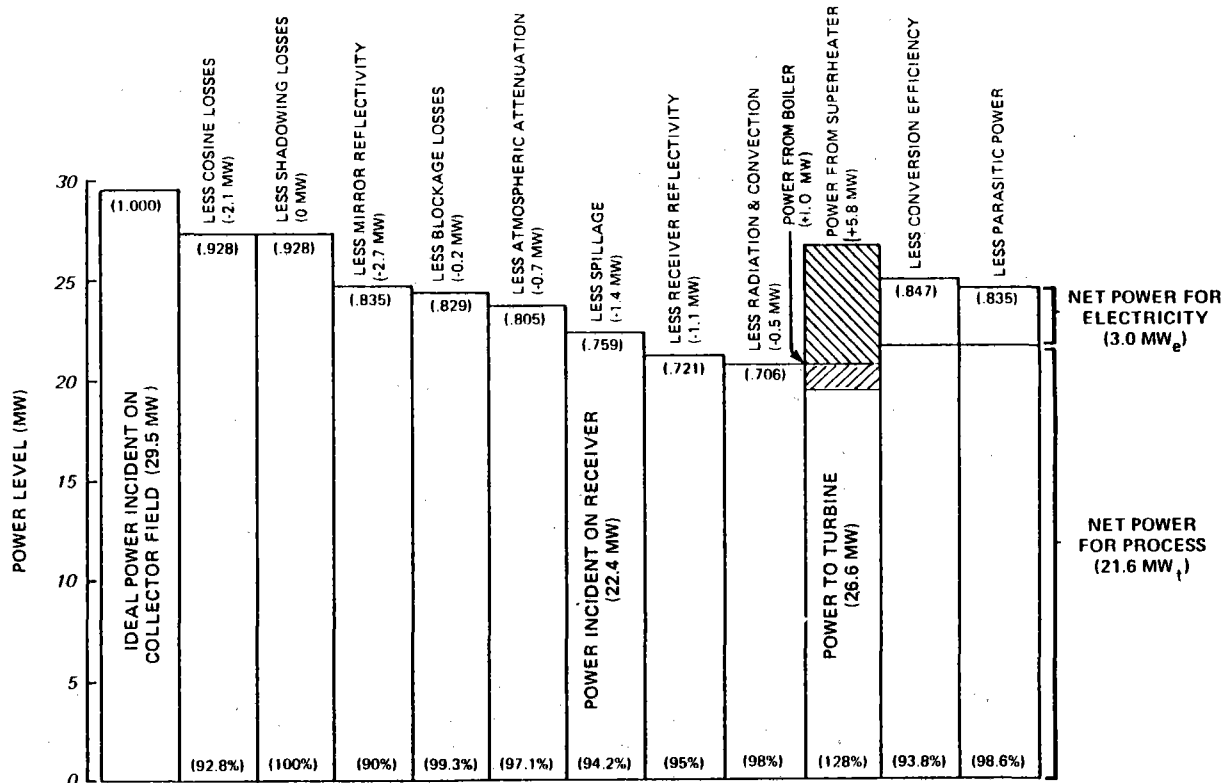 LESS COSINE LOSSES
(-2.1 MW)
LESS SHADOWING LOSSES
(0 MW)
LESS MIRROR REFLECTIVITY
(-2.7 MW)
LESS BLOCKAGE LOSSES
(-0.2 MW)
LESS ATMOSPHERIC ATTENUATION
(-0.7 MW)
LESS SPILLAGE
(-1.4 MW)
LESS RECEIVER REFLECTIVITY
(-1.1 MW)
LESS RADIATION & CONVECTION
(-0.5 MW)
POWER FROM BOILER
(+1.0 MW)
POWER FROM SUPERHEATER
(+5.8 MW)
LESS CONVERSION EFFICIENCY
LESS PARASITIC POWER
POWER LEVEL (MW)
30
25
20
15
10
5
0
(1.000)
(.928)
(.928)
(.835)
(.829)
(.805)
(.759)
(.721)
(.706)
(.847)
(.835)
IDEAL POWER INCIDENT ON
COLLECTOR FIELD (29.5 MW)
POWER INCIDENT ON RECEIVER
(22.4 MW)
POWER TO TURBINE
(26.6 MW)
NET POWER FOR
ELECTRICITY
(3.0 MWe)
NET POWER
FOR PROCESS
(21.6 MWt)
(92.8%)
(100%)
(90%)
(99.3%)
(97.1%)
(94.2%)
(95%)
(98%)
(128%)
(93.8%)
(98.6%)